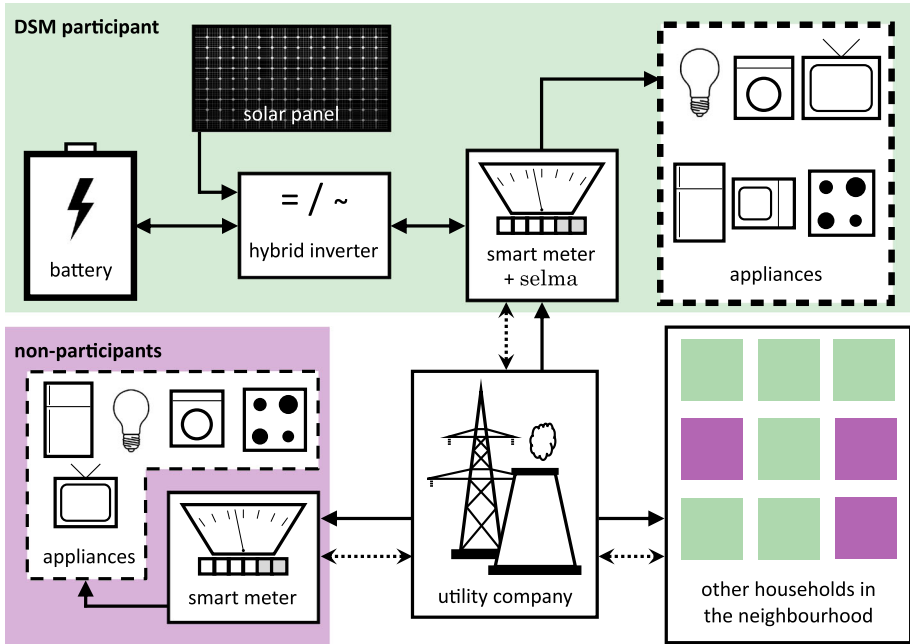 DSM participant
solar panel
battery
= / ~
hybrid inverter
smart meter
+ selma
appliances
non-participants
appliances
smart meter
utility company
other households in
the neighbourhood